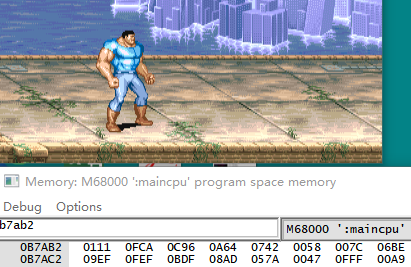 Memory: M68000 ':maincpu' program space memory
Debug Options
b7ab2 M68000 ':maincpu'
0B7AB2 0111 0FCA 0C96 0A64 0742 0058 007C 06BE
0B7AC2 09EF 0FEF 0BDF 08AD 057A 0047 0FFF 00A9